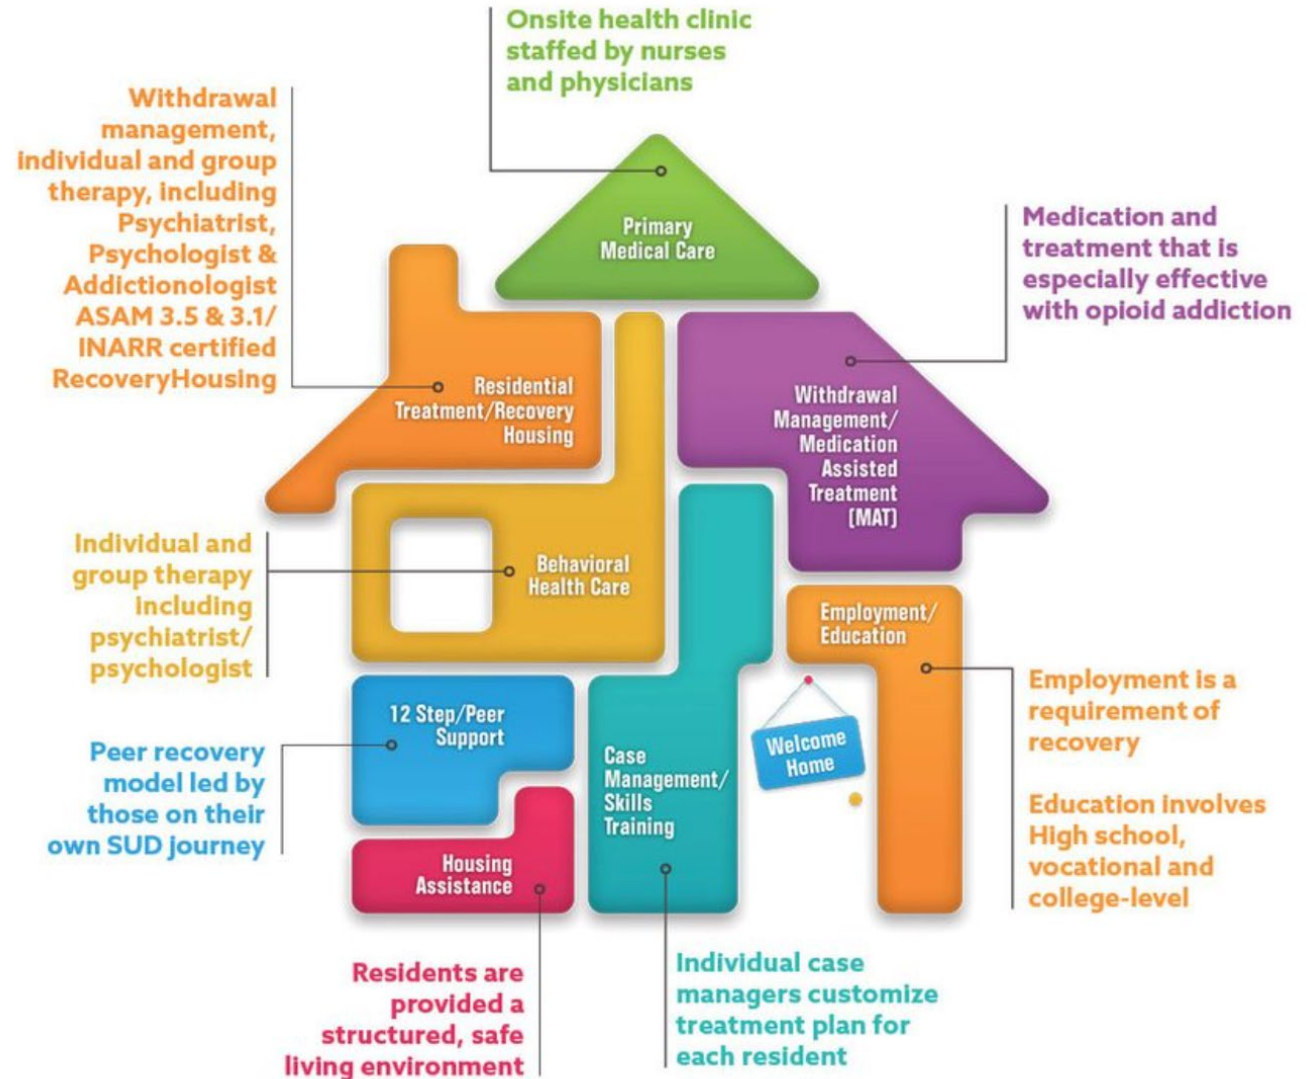 Onsite health clinic
staffed by nurses
and physicians
Withdrawal
management,
individual and group
therapy, including
Psychiatrist,
Psychologist &
Addictionologist
ASAM 3.5 & 3.1/
INARR certified
RecoveryHousing
Primary
Medical Care
Medication and
treatment that is
especially effective
with opioid addiction
Residential
Treatment/Recovery
Housing
Withdrawal
Management/
Medication
Assisted
Treatment
(MAT)
Individual and
group therapy
including
psychiatrist/
psychologist
Behavioral
Health Care
Employment/
Education
Employment is a
requirement of
recovery
Education involves
High school,
vocational and
college-level
12 Step/Peer
Support
Peer recovery
model led by
those on their
own SUD journey
Case
Management/
Skills
Training
Welcome
Home
Housing
Assistance
Residents are
provided a
structured, safe
living environment
Individual case
managers customize
treatment plan for
each resident